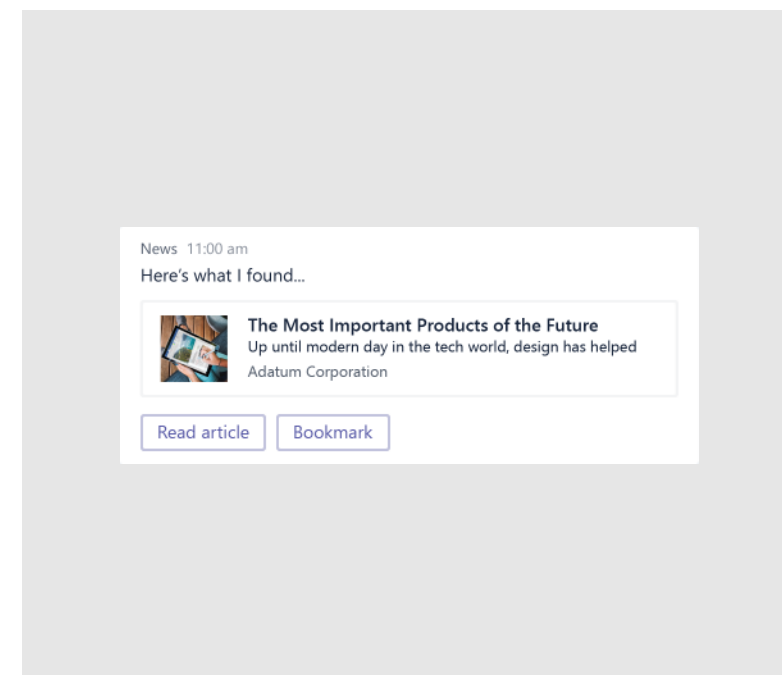 News 11:00 am
Here's what I found...
The Most Important Products of the Future
Up until modern day in the tech world, design has helped
Adatum Corporation
Read article Bookmark